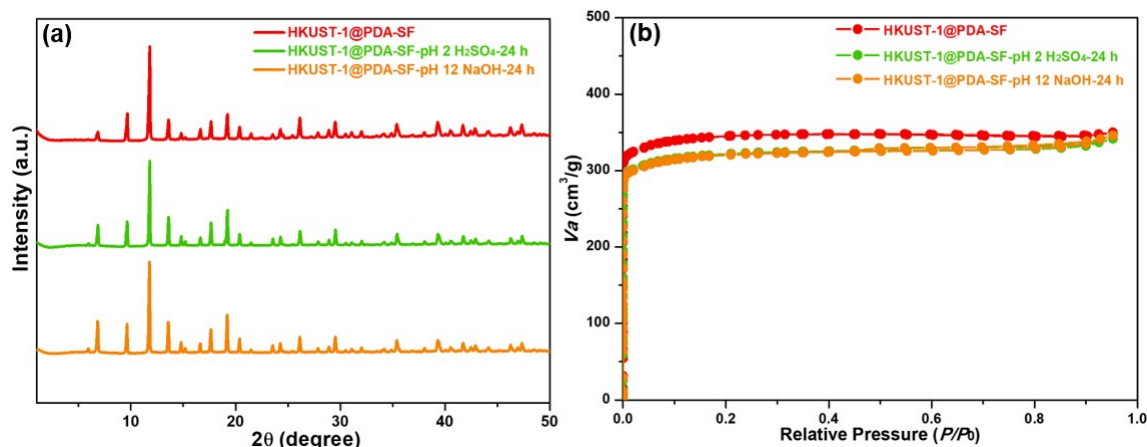 (a)
HKUST-1@PDA-SF
HKUST-1@PDA-SF-pH 2 H₂SO₄-24 h
HKUST-1@PDA-SF-pH 12 NaOH-24 h
Intensity (a.u.)
10 20 30 40 50
2θ (degree)
(b)
HKUST-1@PDA-SF
HKUST-1@PDA-SF-pH 2 H₂SO₄-24 h
HKUST-1@PDA-SF-pH 12 NaOH-24 h
Va (cm³/g)
500
400
300
200
100
0
0.0 0.2 0.4 0.6 0.8 1.0
Relative Pressure (P/P₀)